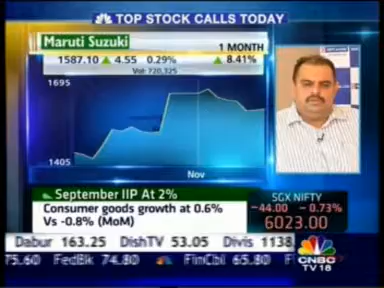 TOP STOCK CALLS TODAY
Maruti Suzuki
1 MONTH
1587.10 4.55 0.29% 8.41%
Vol: 720,325
1695
1405
Nov
September IIP At 2%
Consumer goods growth at 0.6%
Vs -0.8% (MoM)
SGX NIFTY
-44.00 -0.73%
6023.00
Dabur 163.25 DishTV 53.05 Divis 1138.
75.60 FedBk 74.80 FinCbl 65.80 F
CNBC
TV 18